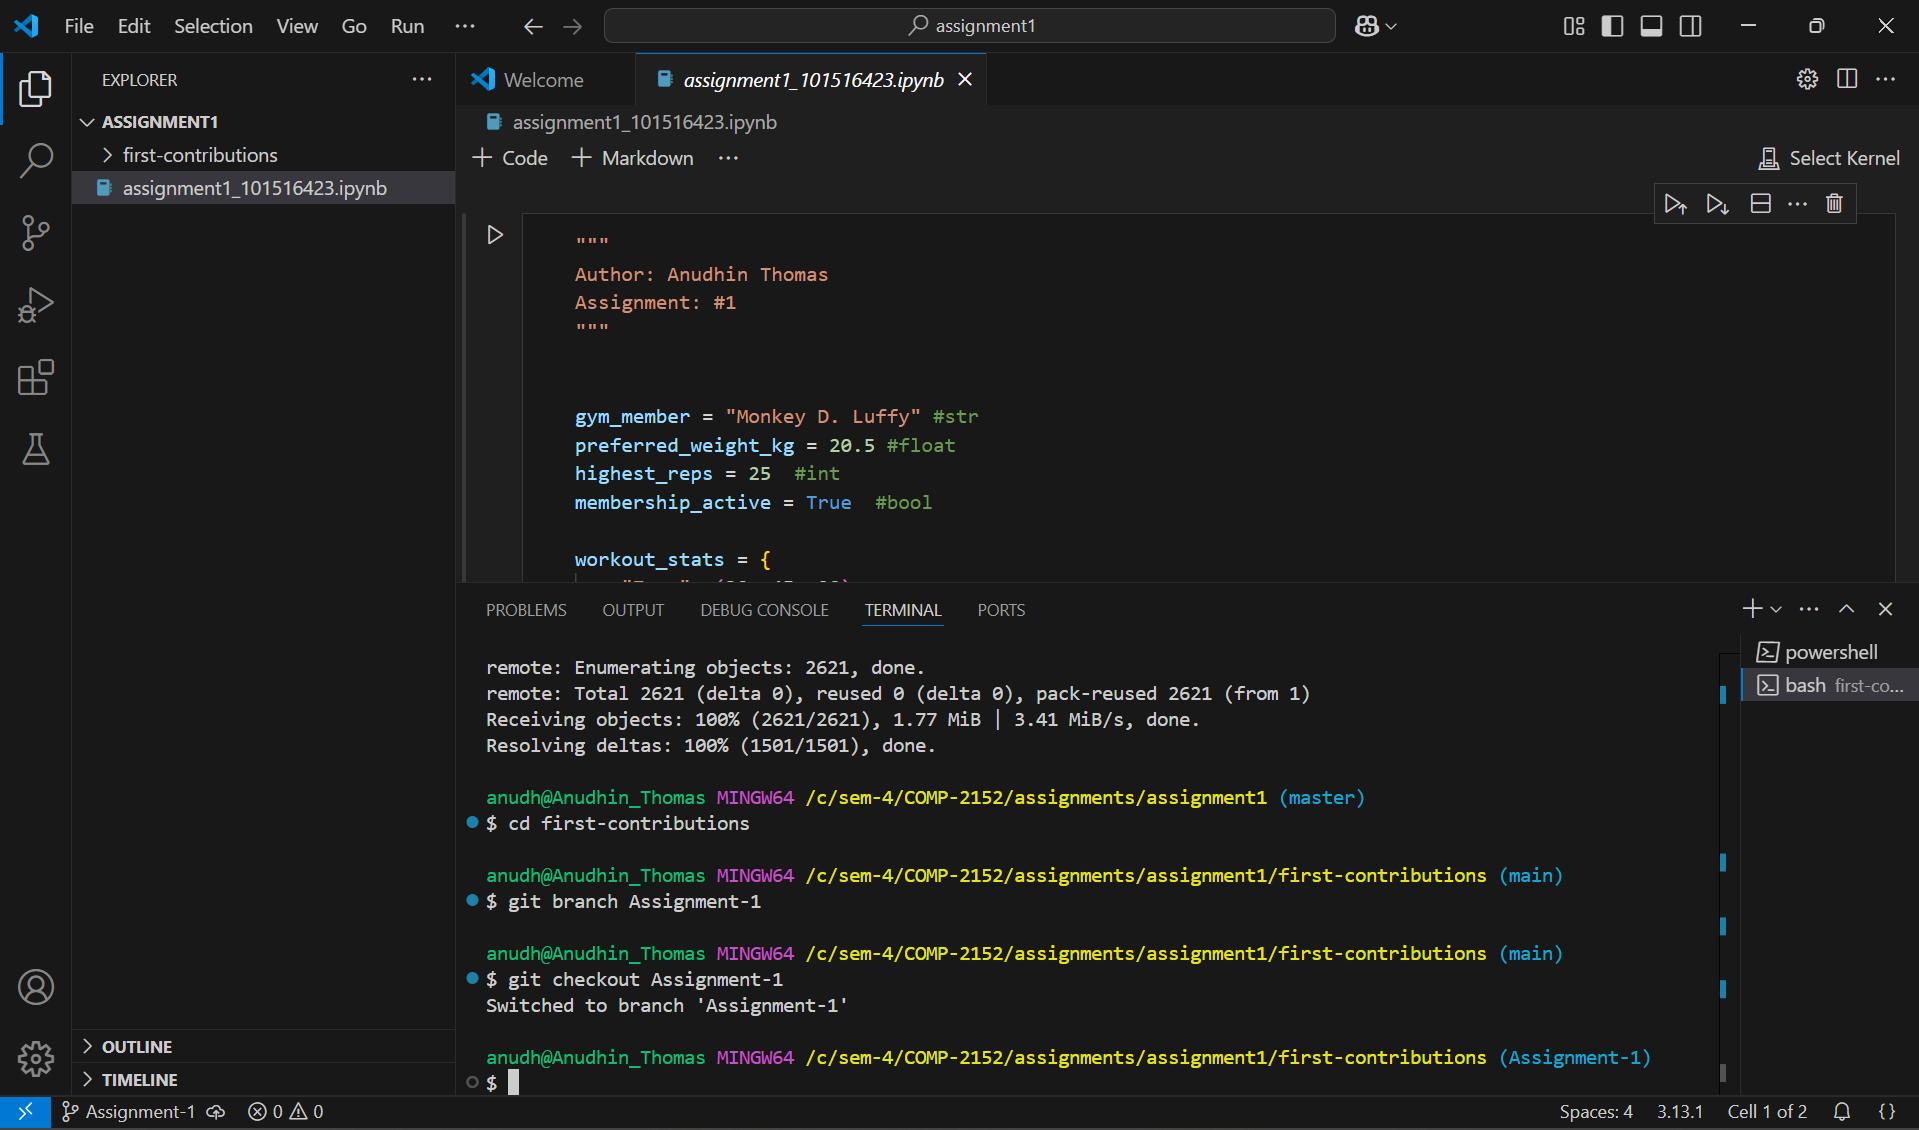 File Edit Selection View Go Run ··· assignment1
EXPLORER ···
ASSIGNMENT1
first-contributions
assignment1_101516423.ipynb
Welcome assignment1_101516423.ipynb
assignment1_101516423.ipynb
+ Code + Markdown ··· Select Kernel
"""
Author: Anudhin Thomas
Assignment: #1
"""
gym_member = "Monkey D. Luffy" #str
preferred_weight_kg = 20.5 #float
highest_reps = 25  #int
membership_active = True  #bool
workout_stats = {
PROBLEMS OUTPUT DEBUG CONSOLE TERMINAL PORTS
powershell
bash first-co...
remote: Enumerating objects: 2621, done.
remote: Total 2621 (delta 0), reused 0 (delta 0), pack-reused 2621 (from 1)
Receiving objects: 100% (2621/2621), 1.77 MiB | 3.41 MiB/s, done.
Resolving deltas: 100% (1501/1501), done.
anudh@Anudhin_Thomas MINGW64 /c/sem-4/COMP-2152/assignments/assignment1 (master)
$ cd first-contributions
anudh@Anudhin_Thomas MINGW64 /c/sem-4/COMP-2152/assignments/assignment1/first-contributions (main)
$ git branch Assignment-1
anudh@Anudhin_Thomas MINGW64 /c/sem-4/COMP-2152/assignments/assignment1/first-contributions (main)
$ git checkout Assignment-1
Switched to branch 'Assignment-1'
anudh@Anudhin_Thomas MINGW64 /c/sem-4/COMP-2152/assignments/assignment1/first-contributions (Assignment-1)
$
OUTLINE
TIMELINE
Assignment-1 0 0 Spaces: 4 3.13.1 Cell 1 of 2 {}